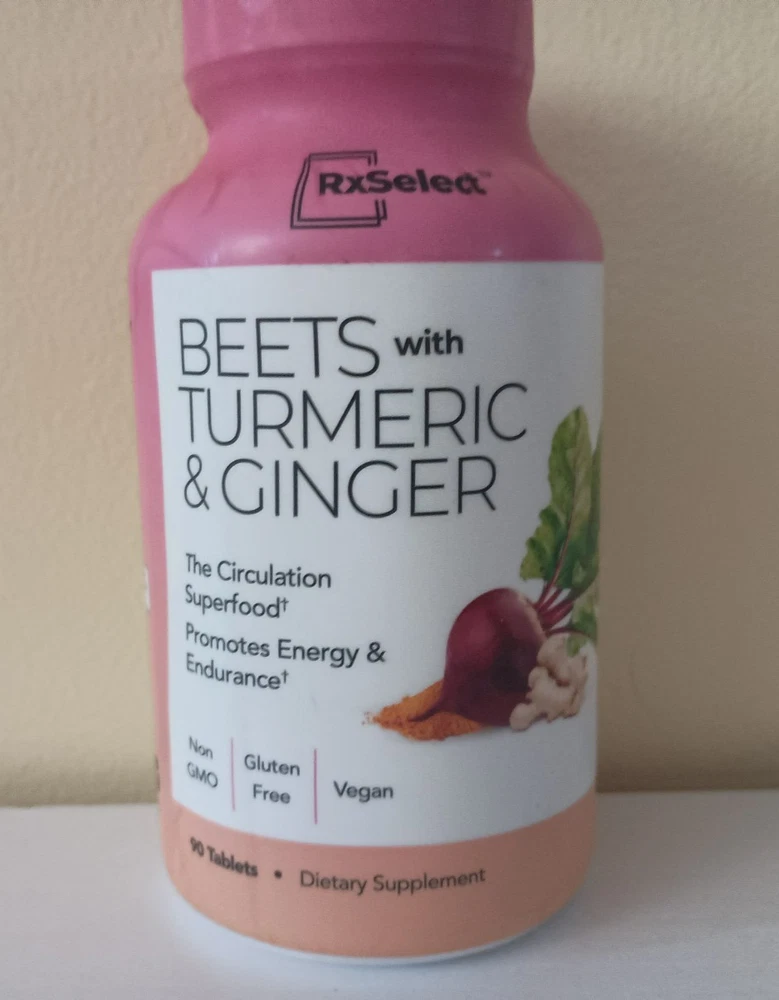 RxSelect™
BEETS with
TURMERIC
& GINGER
The Circulation
Superfood†
Promotes Energy &
Endurance†
Non
GMO
Gluten
Free
Vegan
90 Tablets • Dietary Supplement